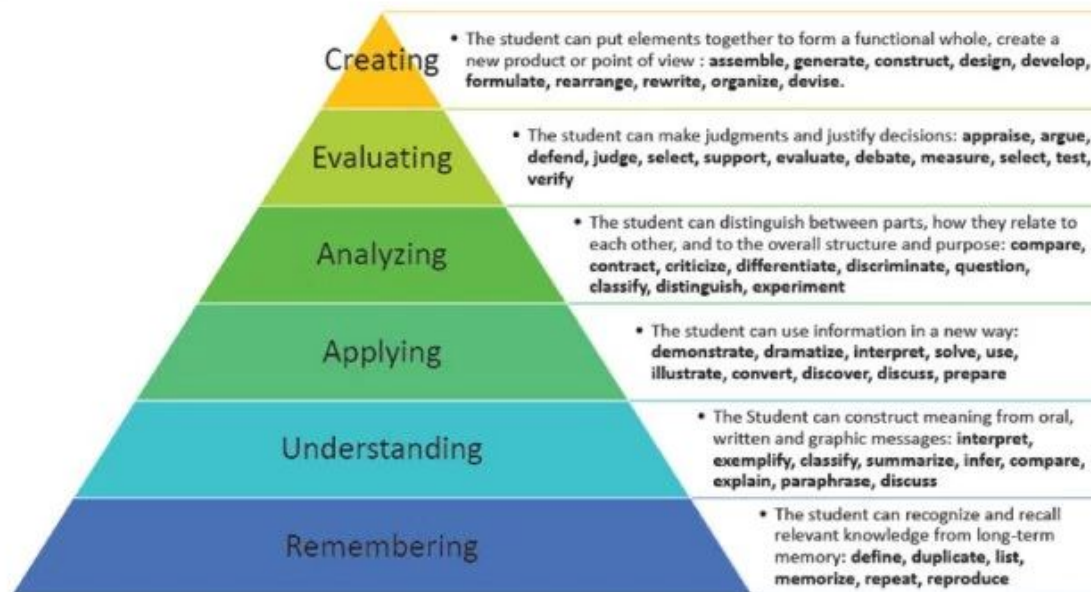 Creating
• The student can put elements together to form a functional whole, create a
new product or point of view : assemble, generate, construct, design, develop,
formulate, rearrange, rewrite, organize, devise.
Evaluating
• The student can make judgments and justify decisions: appraise, argue,
defend, judge, select, support, evaluate, debate, measure, select, test,
verify
Analyzing
• The student can distinguish between parts, how they relate to
each other, and to the overall structure and purpose: compare,
contract, criticize, differentiate, discriminate, question,
classify, distinguish, experiment
Applying
• The student can use information in a new way:
demonstrate, dramatize, interpret, solve, use,
illustrate, convert, discover, discuss, prepare
Understanding
• The Student can construct meaning from oral,
written and graphic messages: interpret,
exemplify, classify, summarize, infer, compare,
explain, paraphrase, discuss
Remembering
• The student can recognize and recall
relevant knowledge from long-term
memory: define, duplicate, list,
memorize, repeat, reproduce